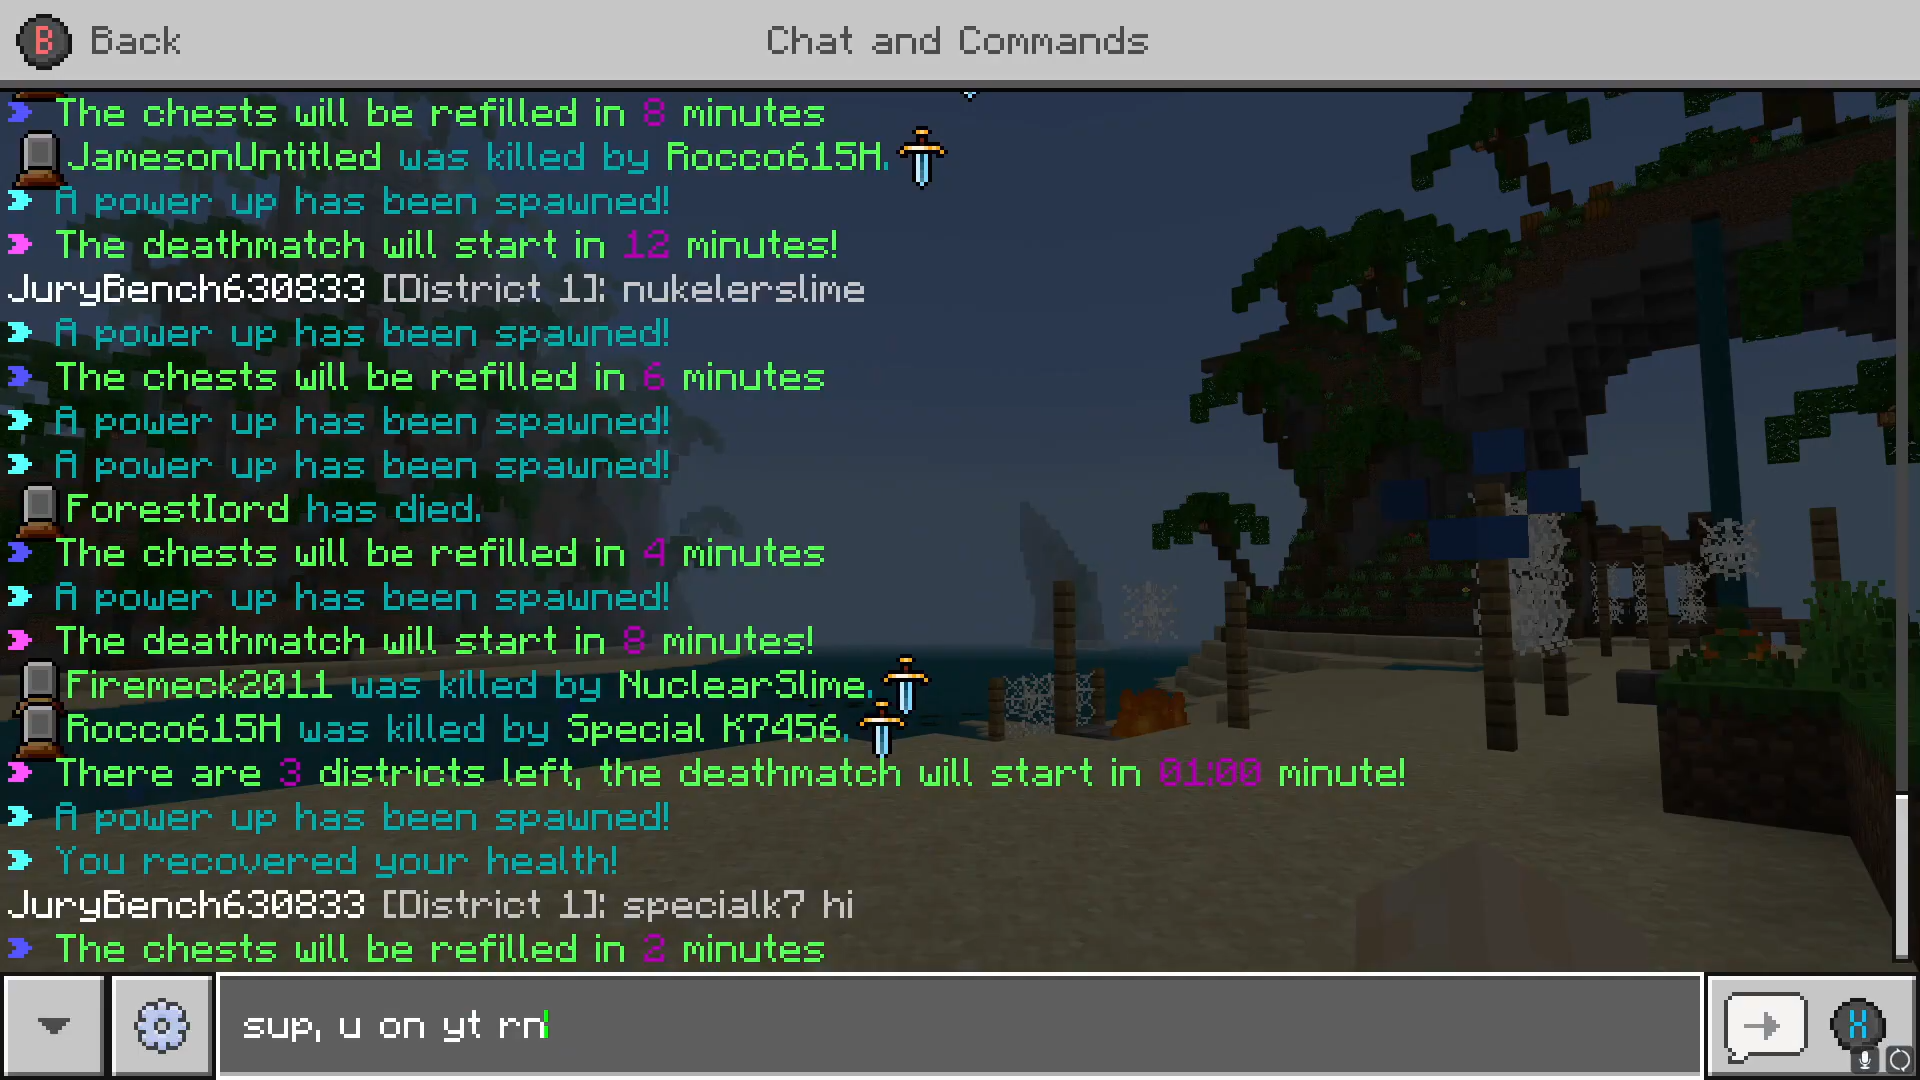 B Back
Chat and Commands
The chests will be refilled in 8 minutes
JamesonUntitled was killed by Rocco615H.
A power up has been spawned!
The deathmatch will start in 12 minutes!
JuryBench630833 [District 1]: nukelerslime
A power up has been spawned!
The chests will be refilled in 6 minutes
A power up has been spawned!
A power up has been spawned!
ForestIord has died.
The chests will be refilled in 4 minutes
A power up has been spawned!
The deathmatch will start in 8 minutes!
Firemeck2011 was killed by NuclearSlime.
Rocco615H was killed by Special K7456.
There are 3 districts left, the deathmatch will start in 01:00 minute!
A power up has been spawned!
You recovered your health!
JuryBench630833 [District 1]: specialk7 hi
The chests will be refilled in 2 minutes
sup, u on yt rn
X